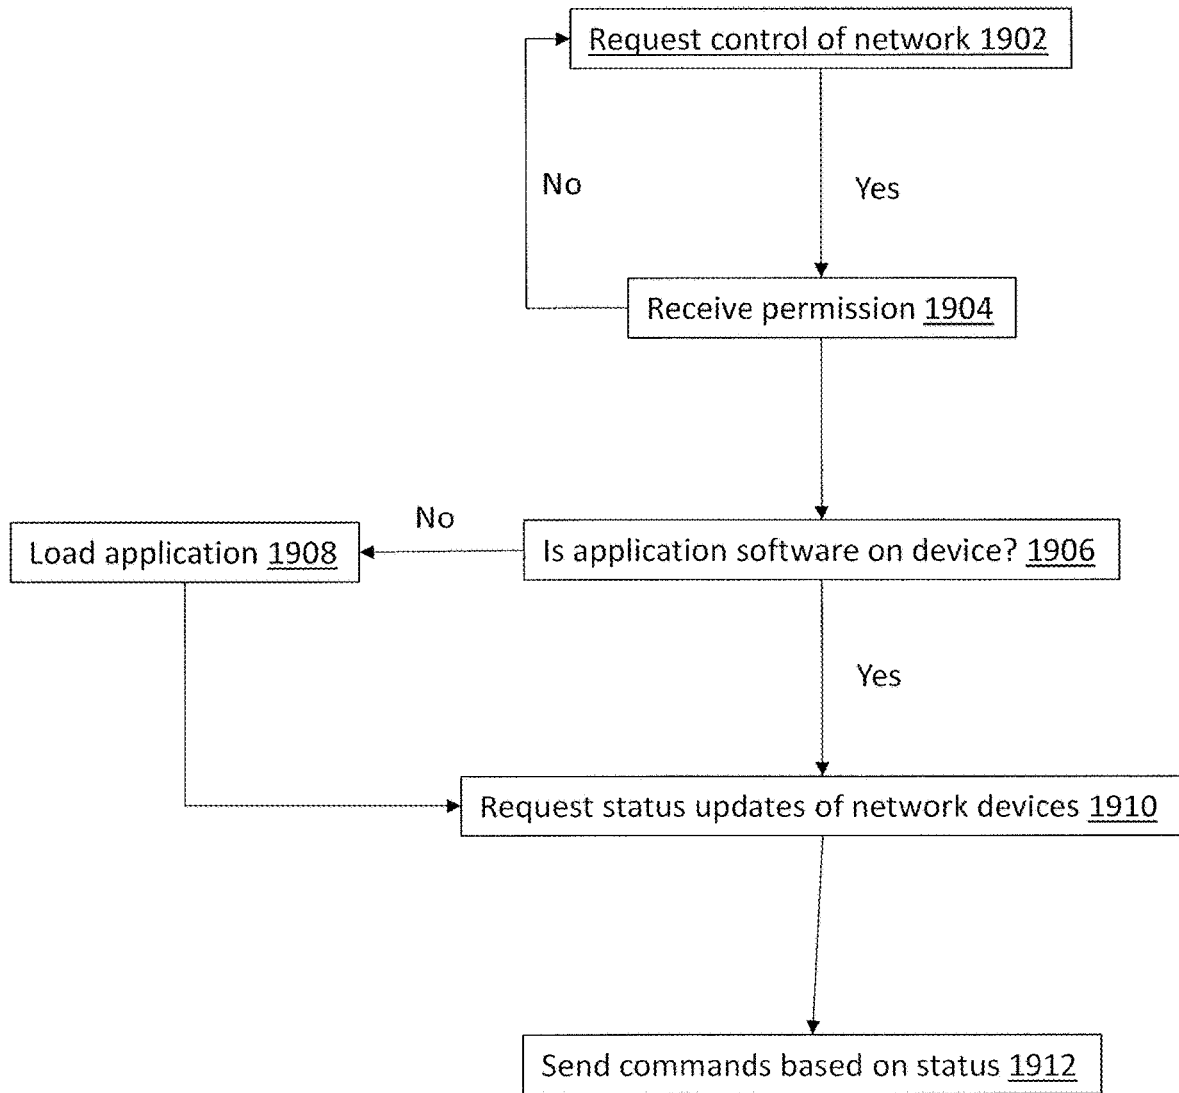 Request control of network 1902
No
Yes
Receive permission 1904
No
Load application 1908
Is application software on device? 1906
Yes
Request status updates of network devices 1910
Send commands based on status 1912